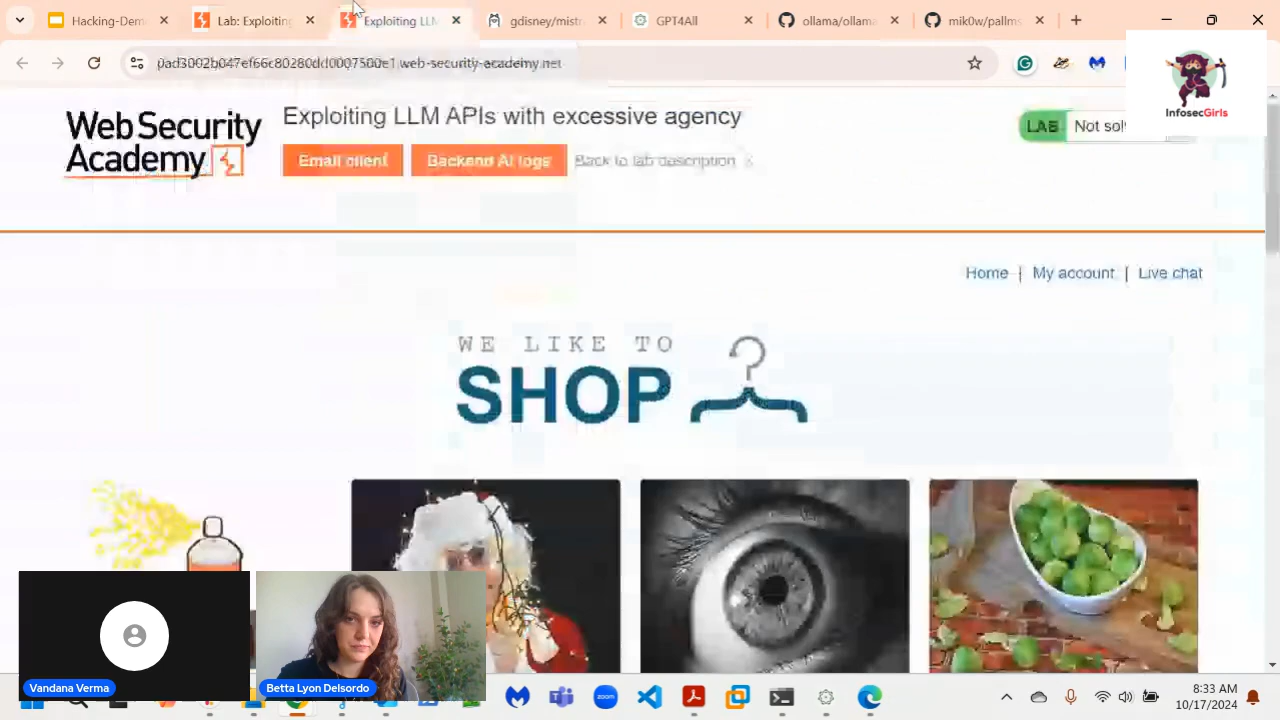 Hacking-Dem
Lab: Exploiting
Exploiting LLM
gdisney/mistr
GPT4All
ollama/ollama
mik0w/pallms
web-security-academy.net
InfosecGirls
Web Security
Academy
Exploiting LLM APIs with excessive agency
LAB
Not sol
Email client
Backend AI logs
Back to lab description
Home | My account | Live chat
WE LIKE TO
SHOP
Vandana Verma
Betta Lyon Delsordo
zoom
8:33 AM
10/17/2024